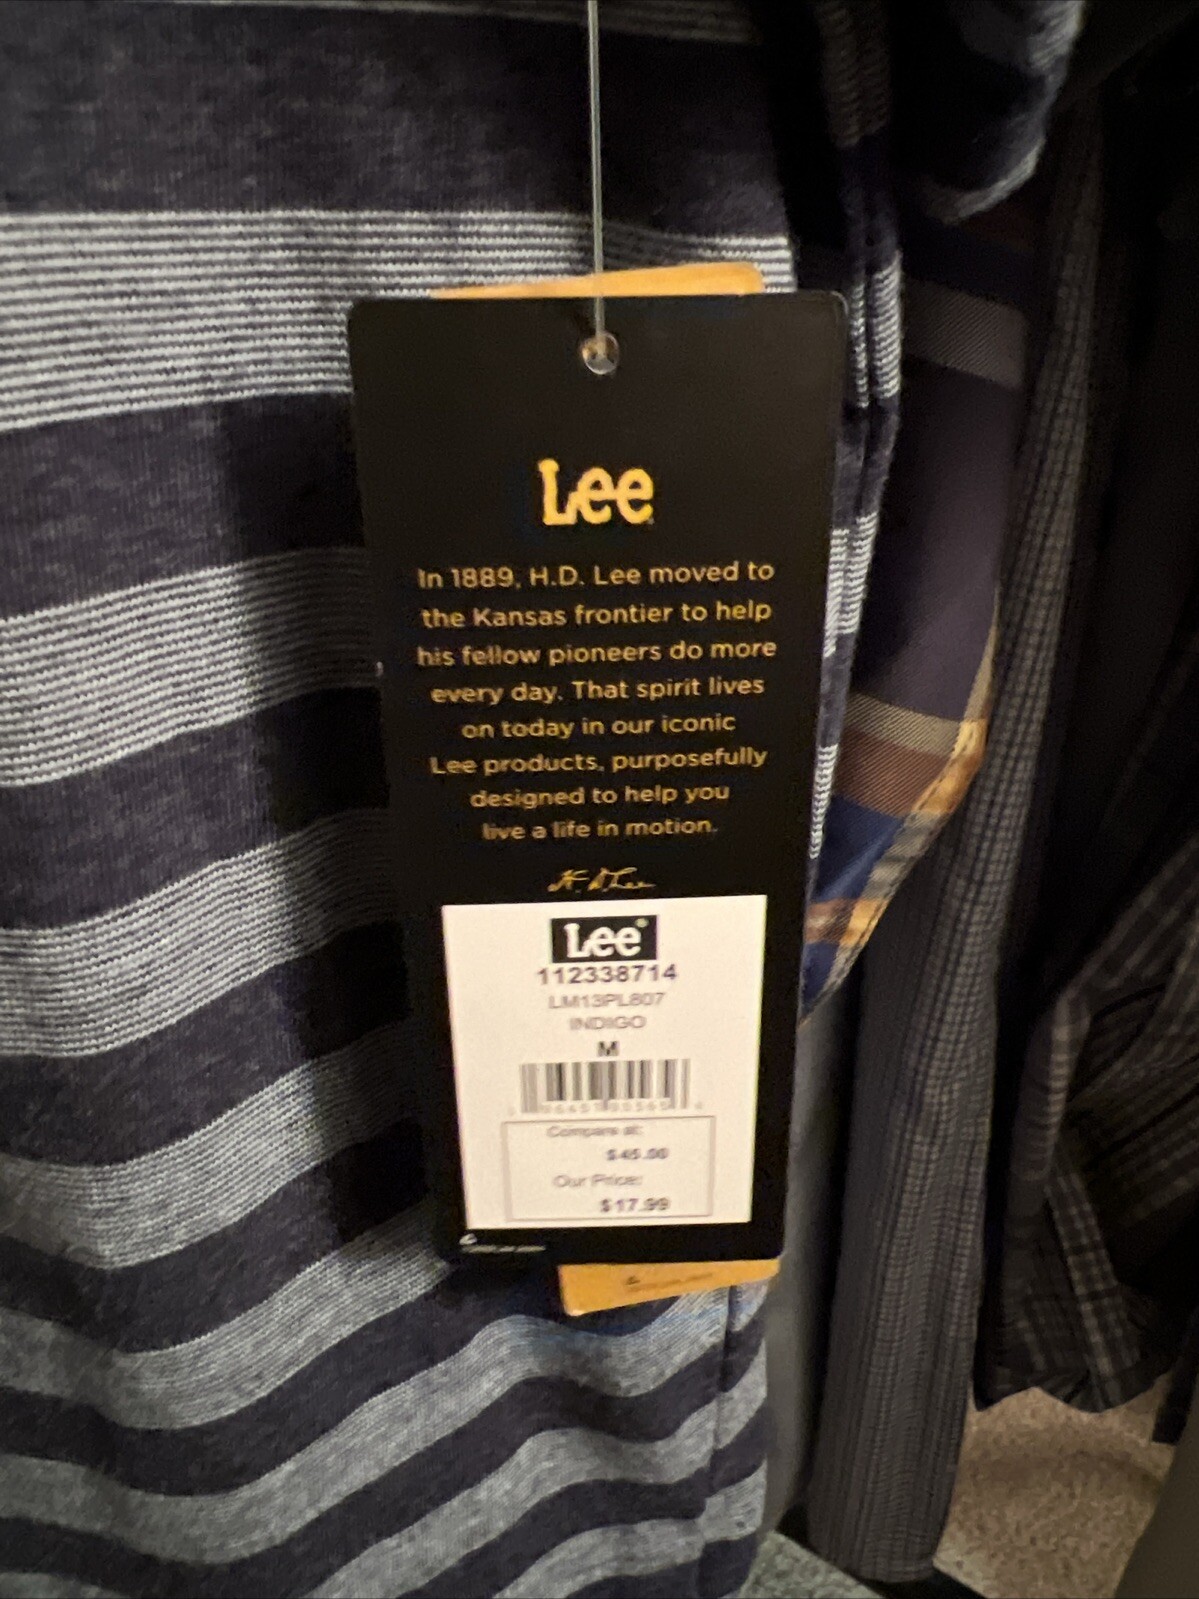 Lee
In 1889, H.D. Lee moved to
the Kansas frontier to help
his fellow pioneers do more
every day. That spirit lives
on today in our iconic
Lee products, purposefully
designed to help you
live a life in motion.
H. D. Lee
Lee
112338714
LM13PL807
INDIGO
M
Compare at:
$45.00
Our Price:
$17.99